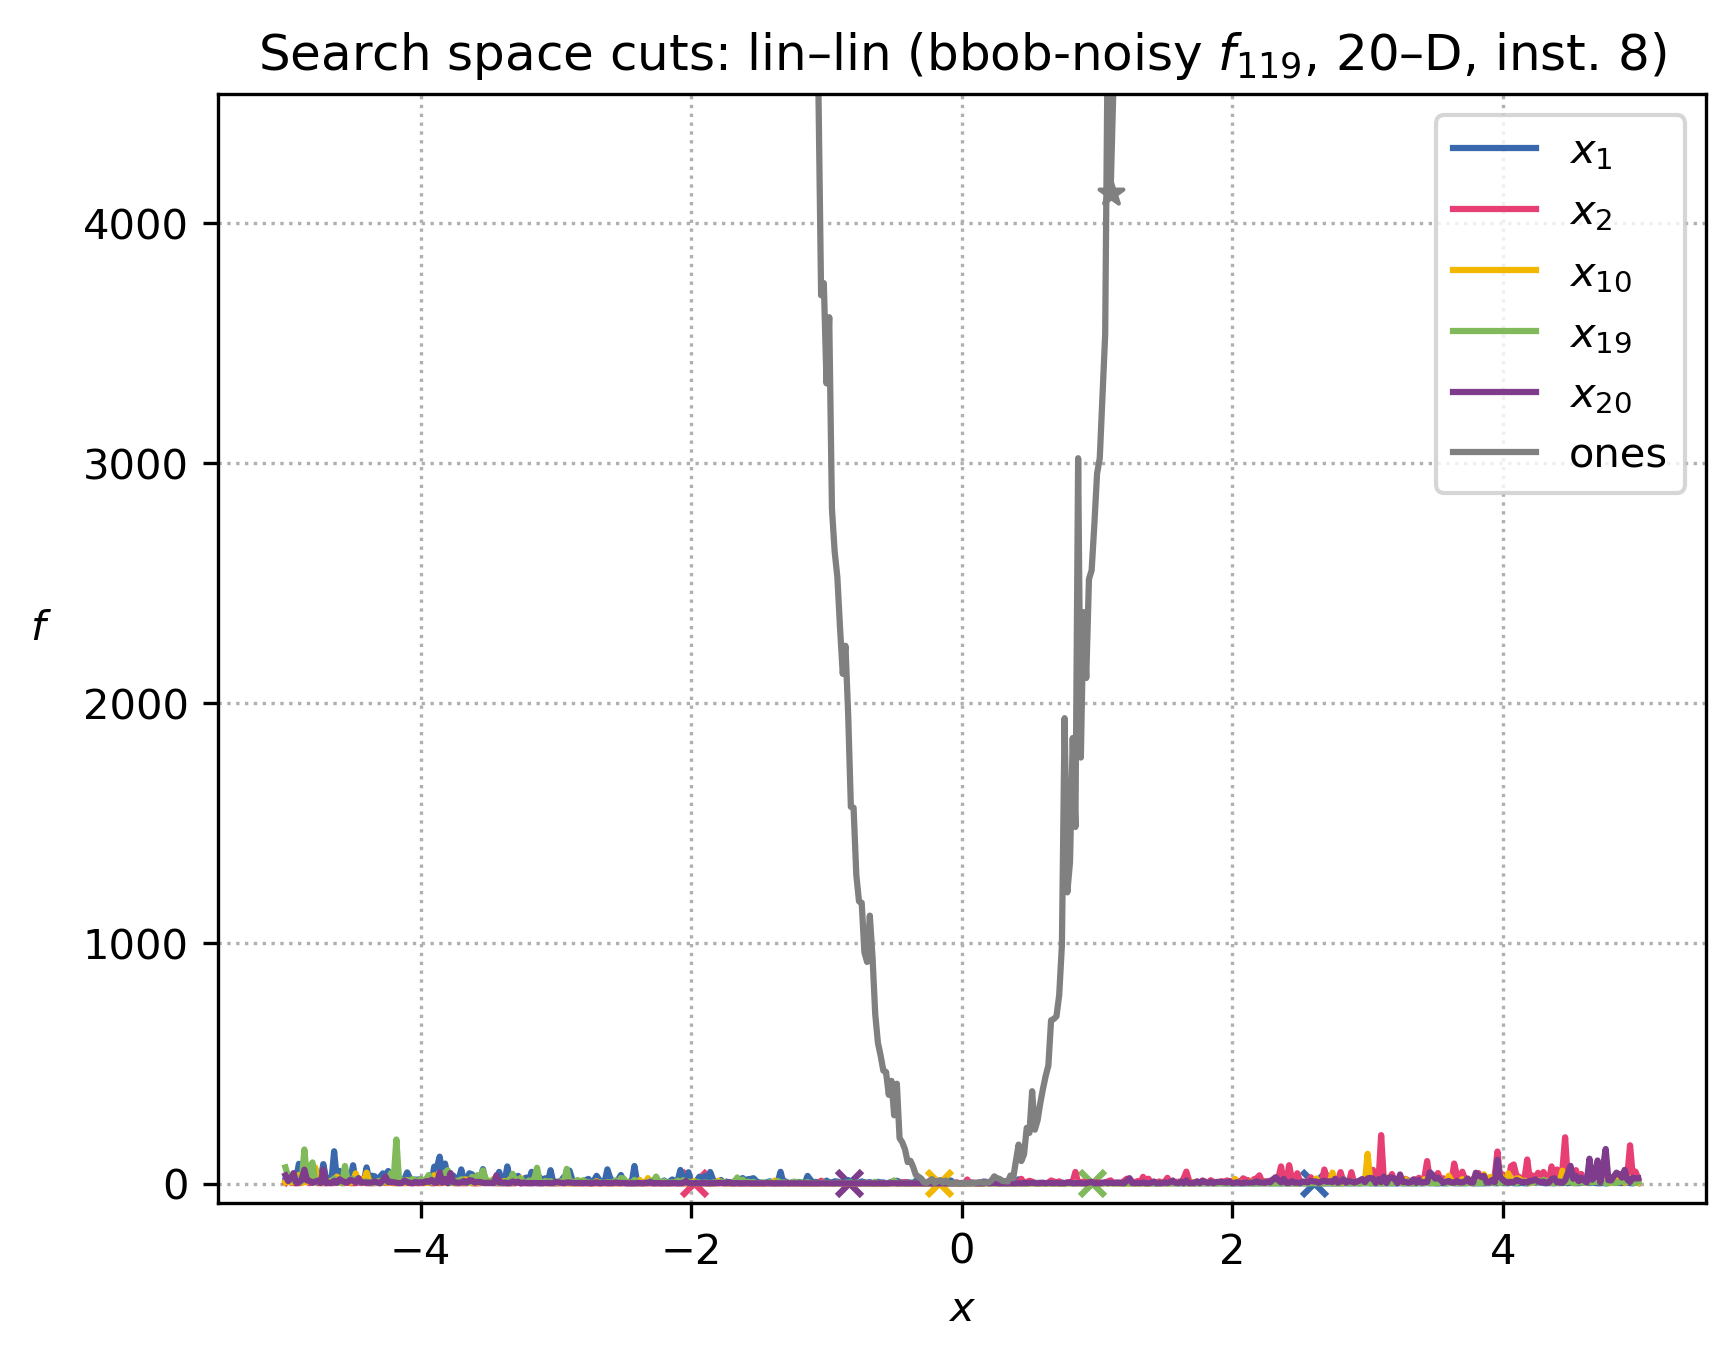 Search space cuts: lin–lin (bbob-noisy f₁₁₉, 20–D, inst. 8)
x₁
x₂
x₁₀
x₁₉
x₂₀
ones
4000
3000
2000
1000
0
f
−4
−2
0
2
4
x